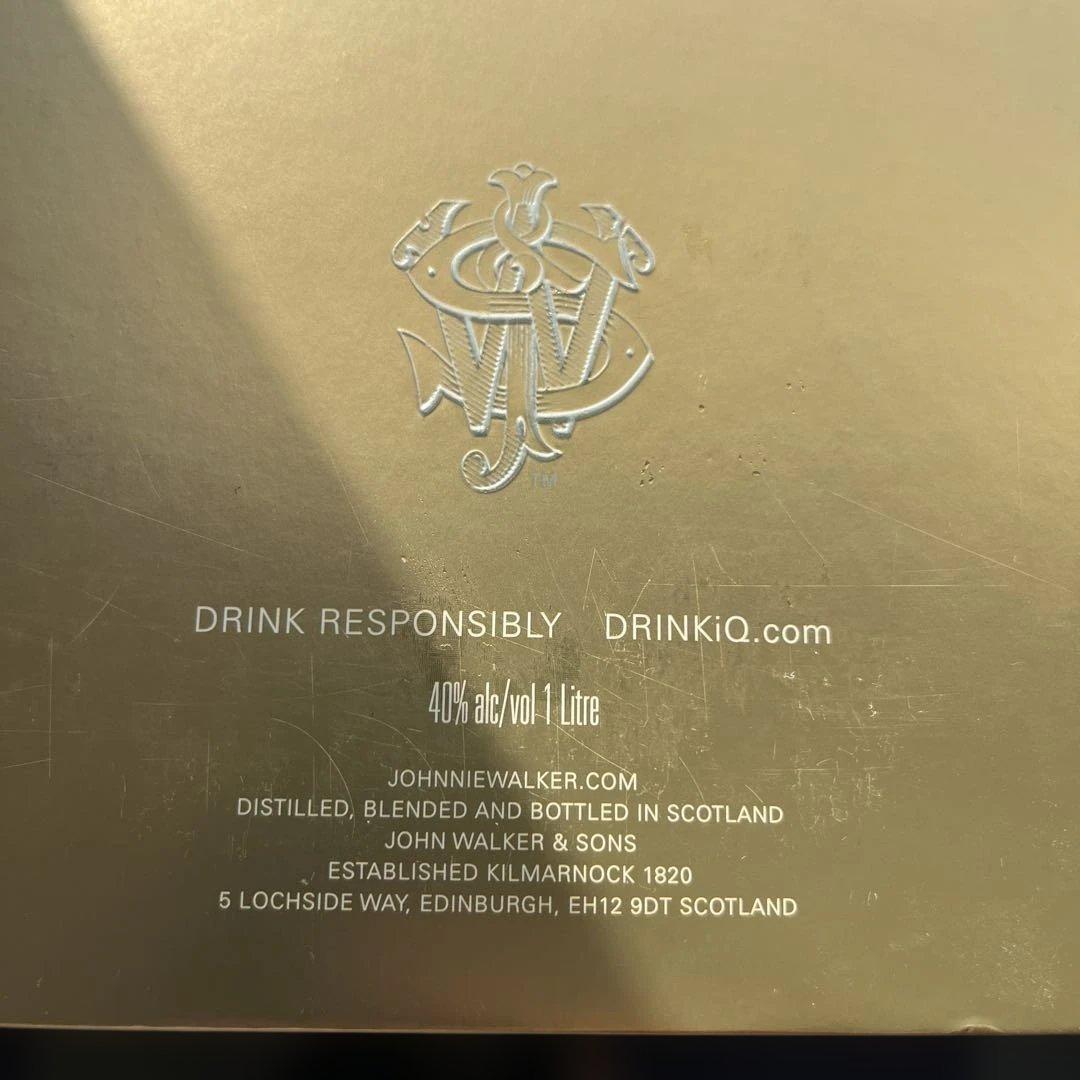 TM
DRINK RESPONSIBLY DRINKiQ.com
40% alc/vol 1 Litre
JOHNNIEWALKER.COM
DISTILLED, BLENDED AND BOTTLED IN SCOTLAND
JOHN WALKER & SONS
ESTABLISHED KILMARNOCK 1820
5 LOCHSIDE WAY, EDINBURGH, EH12 9DT SCOTLAND